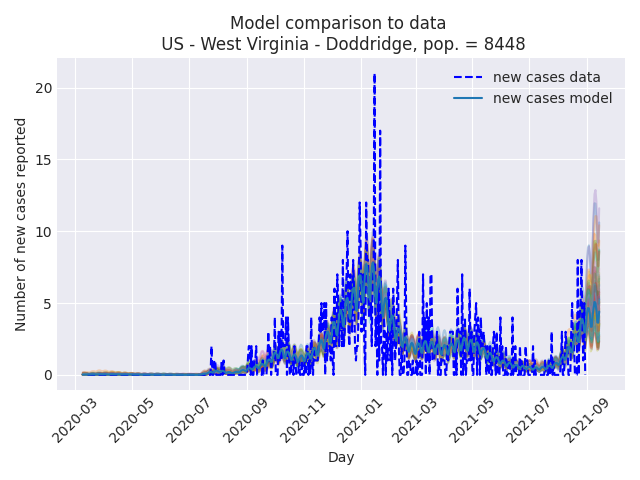 Model comparison to data
US - West Virginia - Doddridge, pop. = 8448
new cases data
new cases model
Number of new cases reported
20
15
10
5
0
2020-03
2020-05
2020-07
2020-09
2020-11
2021-01
2021-03
2021-05
2021-07
2021-09
Day